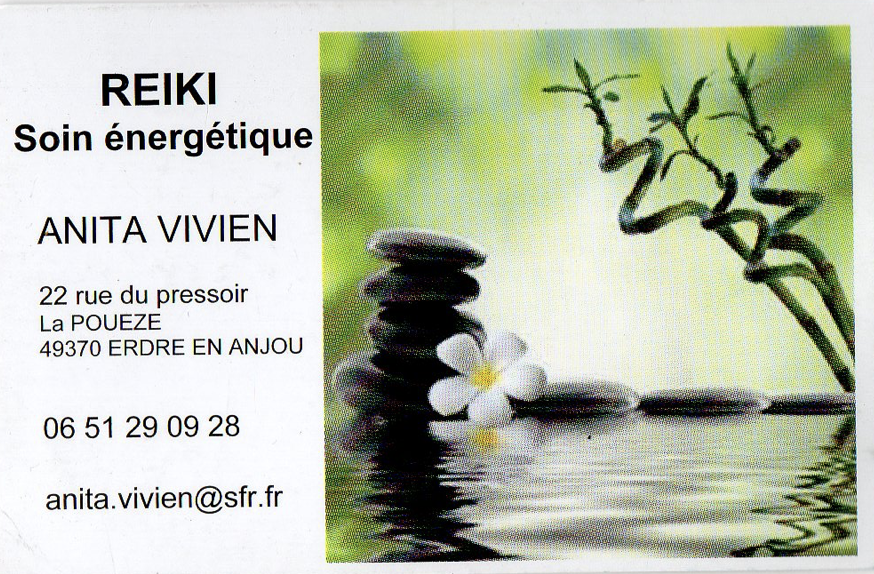 REIKI
Soin énergétique
ANITA VIVIEN
22 rue du pressoir
La POUEZE
49370 ERDRE EN ANJOU
06 51 29 09 28
anita.vivien@sfr.fr